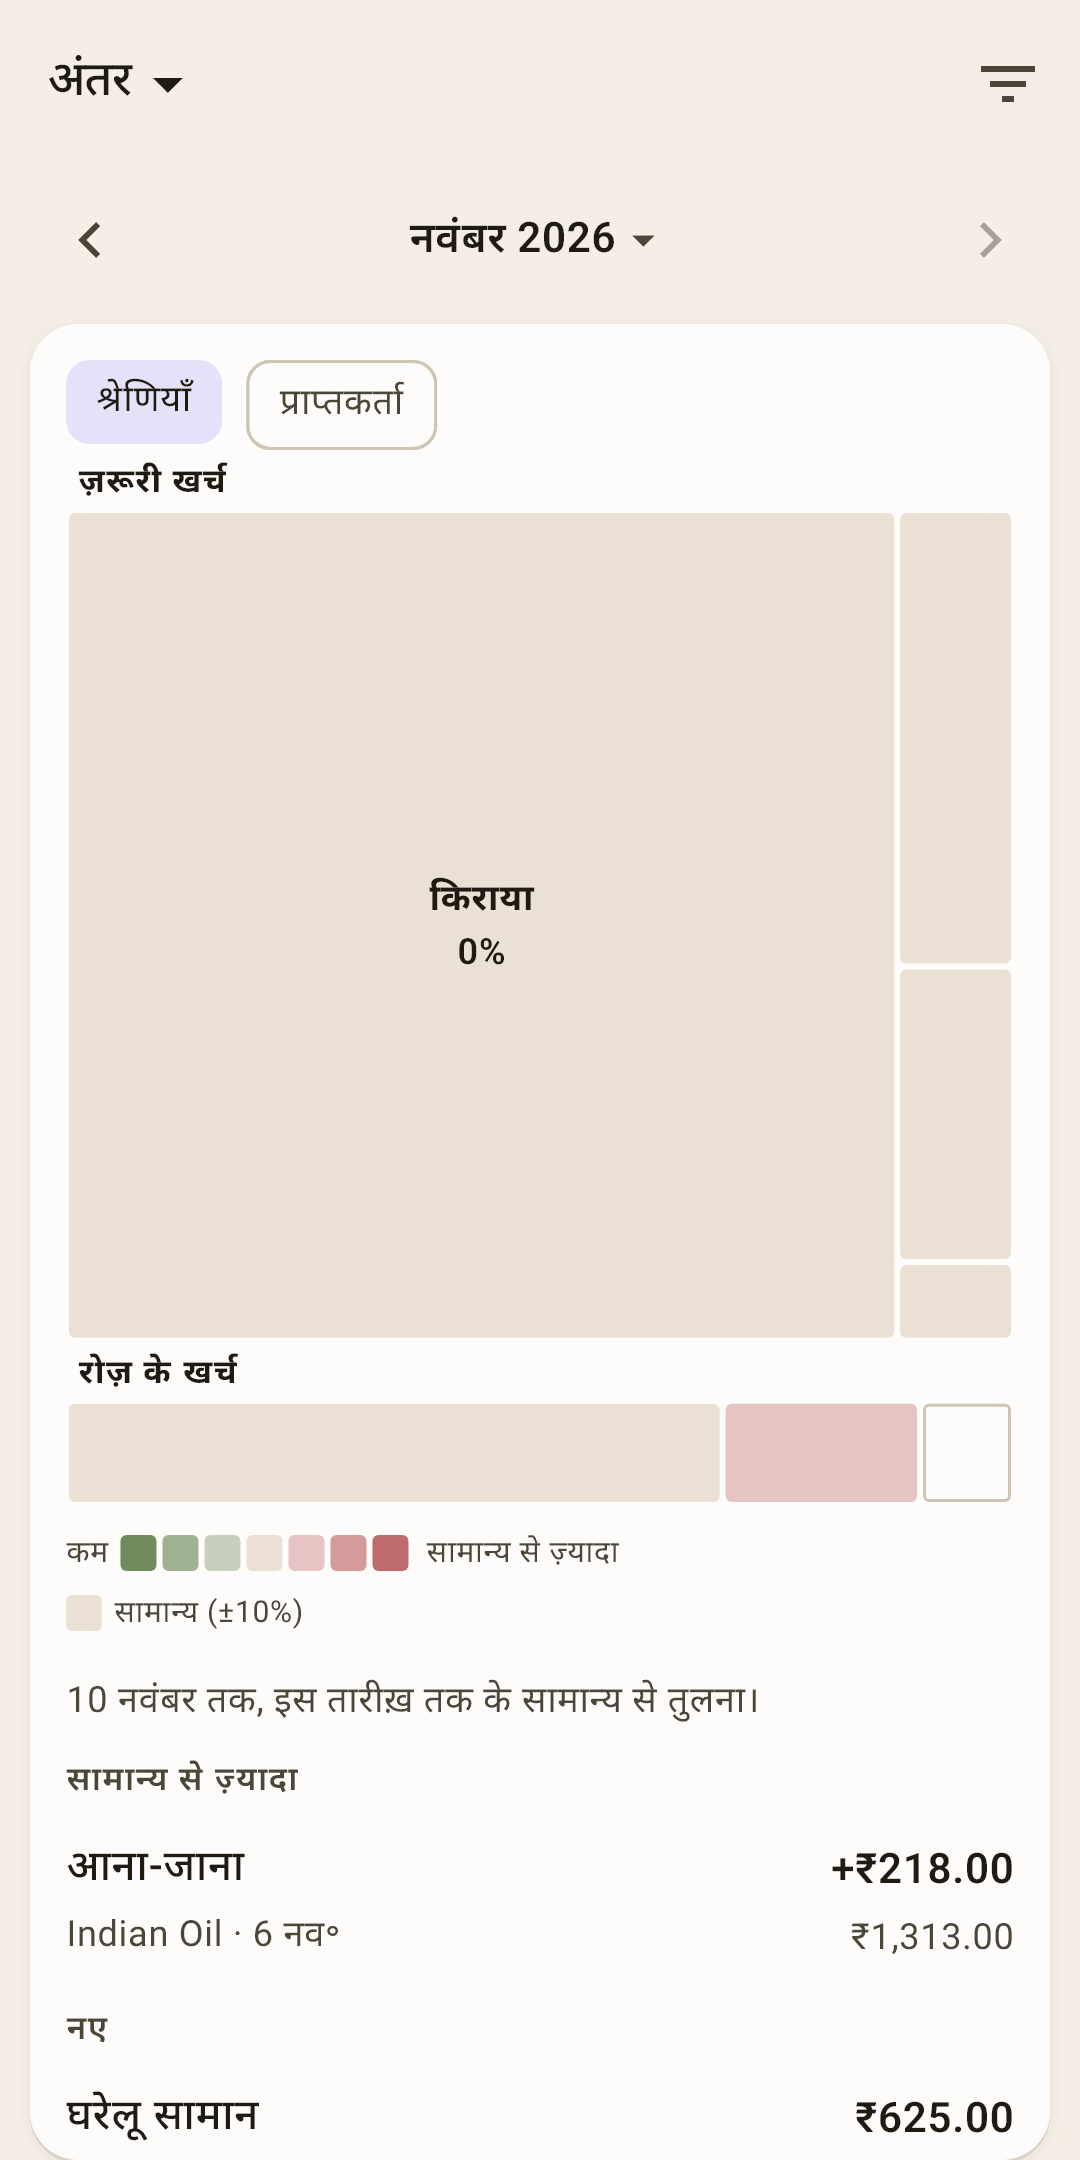 अंतर
नवंबर 2026
श्रेणियाँ
प्राप्तकर्ता
ज़रूरी खर्च
किराया
0%
रोज़ के खर्च
कम
सामान्य से ज़्यादा
सामान्य (±10%)
10 नवंबर तक, इस तारीख़ तक के सामान्य से तुलना।
सामान्य से ज़्यादा
आना-जाना +₹218.00
Indian Oil · 6 नव॰ ₹1,313.00
नए
घरेलू सामान ₹625.00